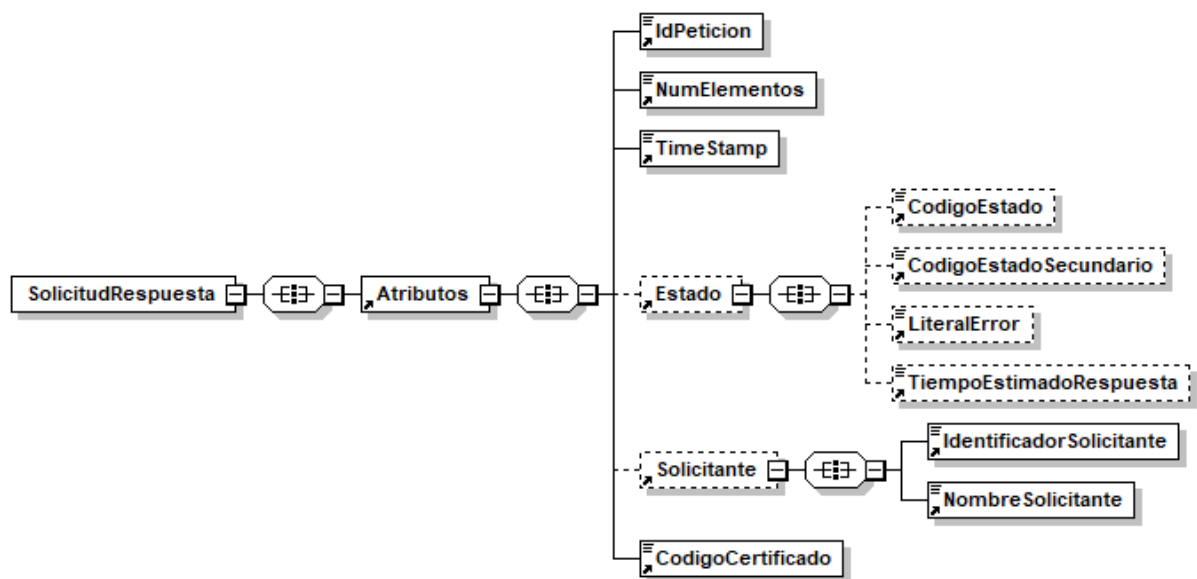 IdPeticion
NumElementos
TimeStamp
CodigoEstado
CodigoEstadoSecundario
SolicitudRespuesta
Atributos
Estado
LiteralError
TiempoEstimadoRespuesta
IdentificadorSolicitante
Solicitante
NombreSolicitante
CodigoCertificado